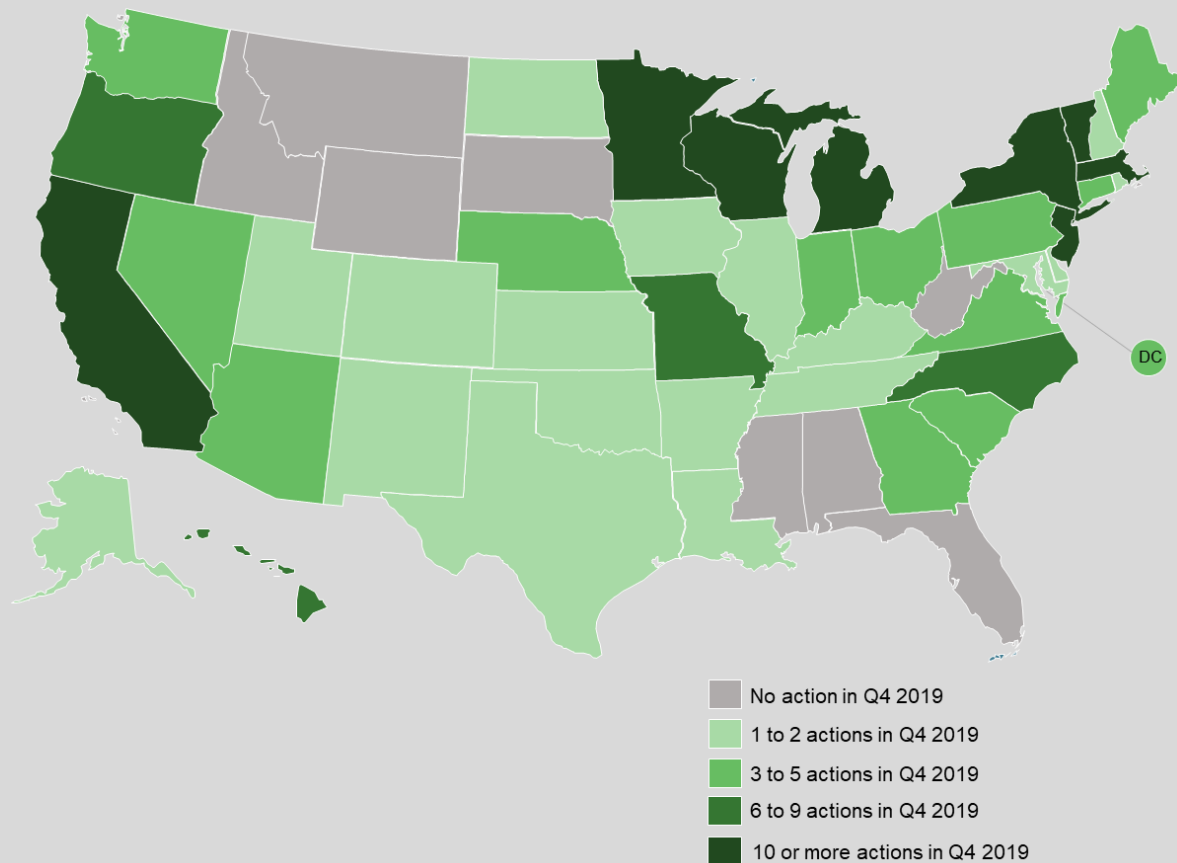 DC
No action in Q4 2019
1 to 2 actions in Q4 2019
3 to 5 actions in Q4 2019
6 to 9 actions in Q4 2019
10 or more actions in Q4 2019